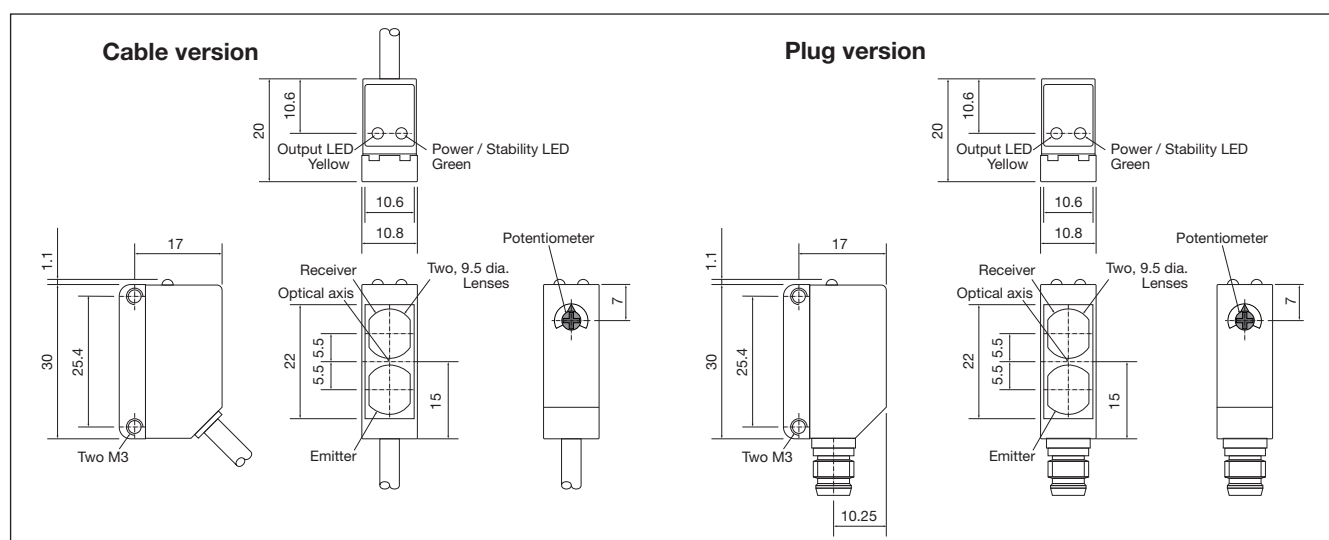 Cable version
10.6
20
Output LED
Yellow
Power / Stability LED
Green
10.6
10.8
17
1.1
30
25.4
Two M3
Receiver
Optical axis
Two, 9.5 dia.
Lenses
22
5.5
5.5
15
Emitter
Potentiometer
7
Plug version
10.6
20
Output LED
Yellow
Power / Stability LED
Green
10.6
10.8
17
1.1
30
25.4
Two M3
10.25
Receiver
Optical axis
Two, 9.5 dia.
Lenses
22
5.5
5.5
15
Emitter
Potentiometer
7